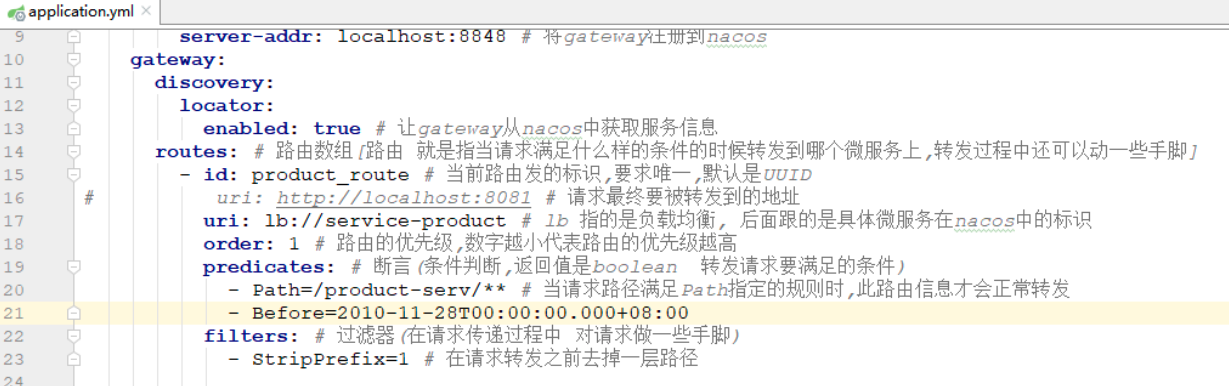 application.yml ×
9 server-addr: localhost:8848 # 将gateway注册到nacos
10 gateway:
11 discovery:
12 locator:
13 enabled: true # 让gateway从nacos中获取服务信息
14 routes: # 路由数组[路由 就是指当请求满足什么样的条件的时候转发到哪个微服务上,转发过程中还可以动一些手脚]
15 - id: product_route # 当前路由发的标识,要求唯一,默认是UUID
16 # uri: http://localhost:8081 # 请求最终要被转发到的地址
17 uri: lb://service-product # lb 指的是负载均衡, 后面跟的是具体微服务在nacos中的标识
18 order: 1 # 路由的优先级,数字越小代表路由的优先级越高
19 predicates: # 断言(条件判断,返回值是boolean 转发请求要满足的条件)
20 - Path=/product-serv/** # 当请求路径满足Path指定的规则时,此路由信息才会正常转发
21 - Before=2010-11-28T00:00:00.000+08:00
22 filters: # 过滤器(在请求传递过程中 对请求做一些手脚)
23 - StripPrefix=1 # 在请求转发之前去掉一层路径
24